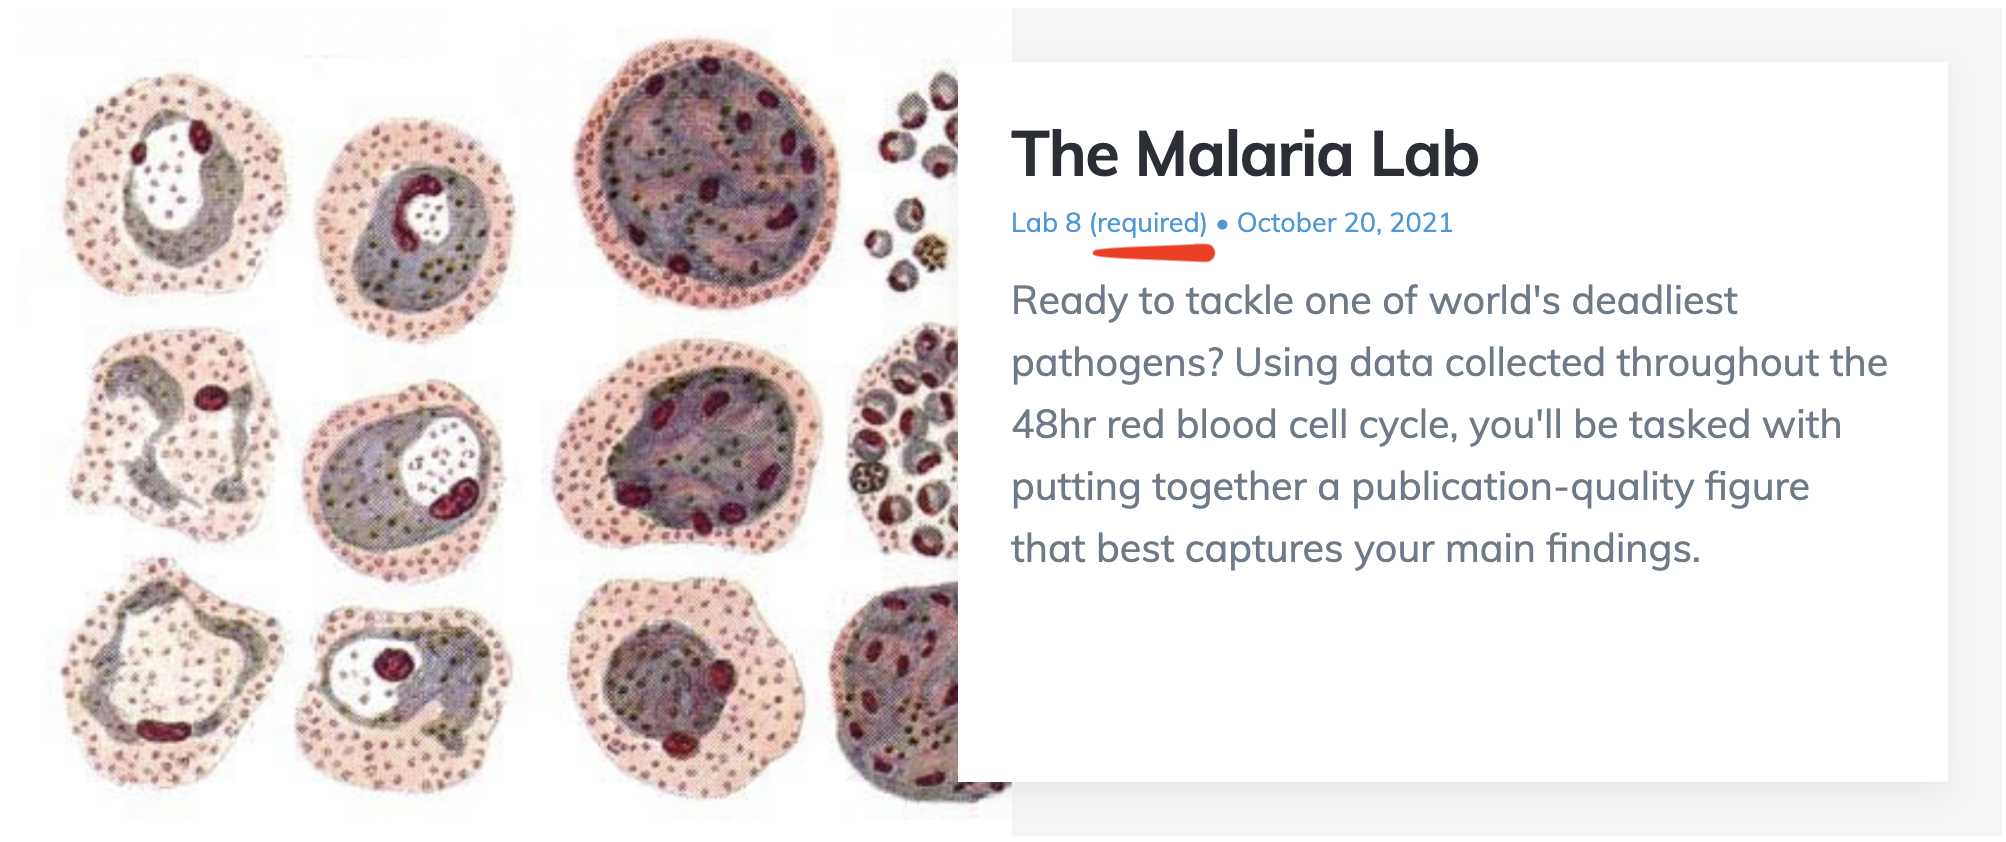 The Malaria Lab
Lab 8 (required) • October 20, 2021
Ready to tackle one of world's deadliest
pathogens? Using data collected throughout the
48hr red blood cell cycle, you'll be tasked with
putting together a publication-quality figure
that best captures your main findings.